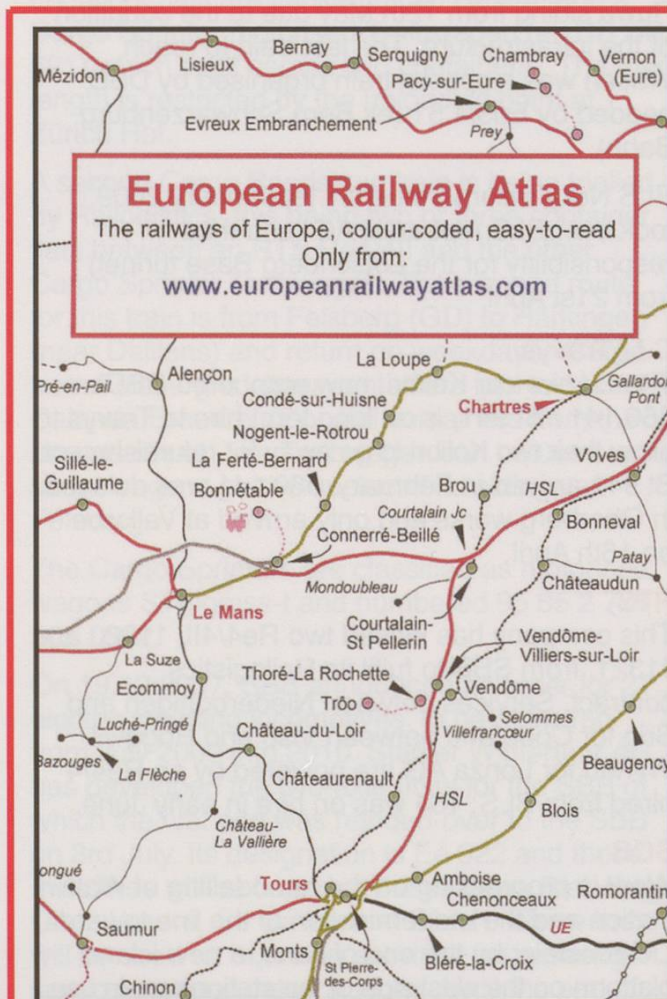 Bernay
Serquigny
Chambray
Vernon
(Eure)
Mézidon
Lisieux
Pacy-sur-Eure
Evreux Embranchement
Prey
European Railway Atlas
The railways of Europe, colour-coded, easy-to-read
Only from:
www.europeanrailwayatlas.com
Pré-en-Pail
Alençon
La Loupe
Gallardon
Pont
Condé-sur-Huisne
Chartres
Nogent-le-Rotrou
Sillé-le-
Guillaume
La Ferté-Bernard
Voves
Bonnétable
Brou
HSL
Courtalain Jc
Bonneval
Connerré-Beillé
Patay
Mondoubleau
Châteaudun
Le Mans
Courtalain-
St Pellerin
Vendôme-
Villiers-sur-Loir
La Suze
Thoré-La Rochette
Ecommoy
Trôo
Vendôme
Selommes
Luché-Pringé
Château-du-Loir
Villefrancœur
Bazouges
La Flèche
Beaugency
Châteaurenault
HSL
Blois
Château-
La Vallière
Tours
Amboise
Chenonceaux
Romorantin
Longué
Saumur
UE
Monts
Bléré-la-Croix
St Pierre-
des-Corps
Chinon